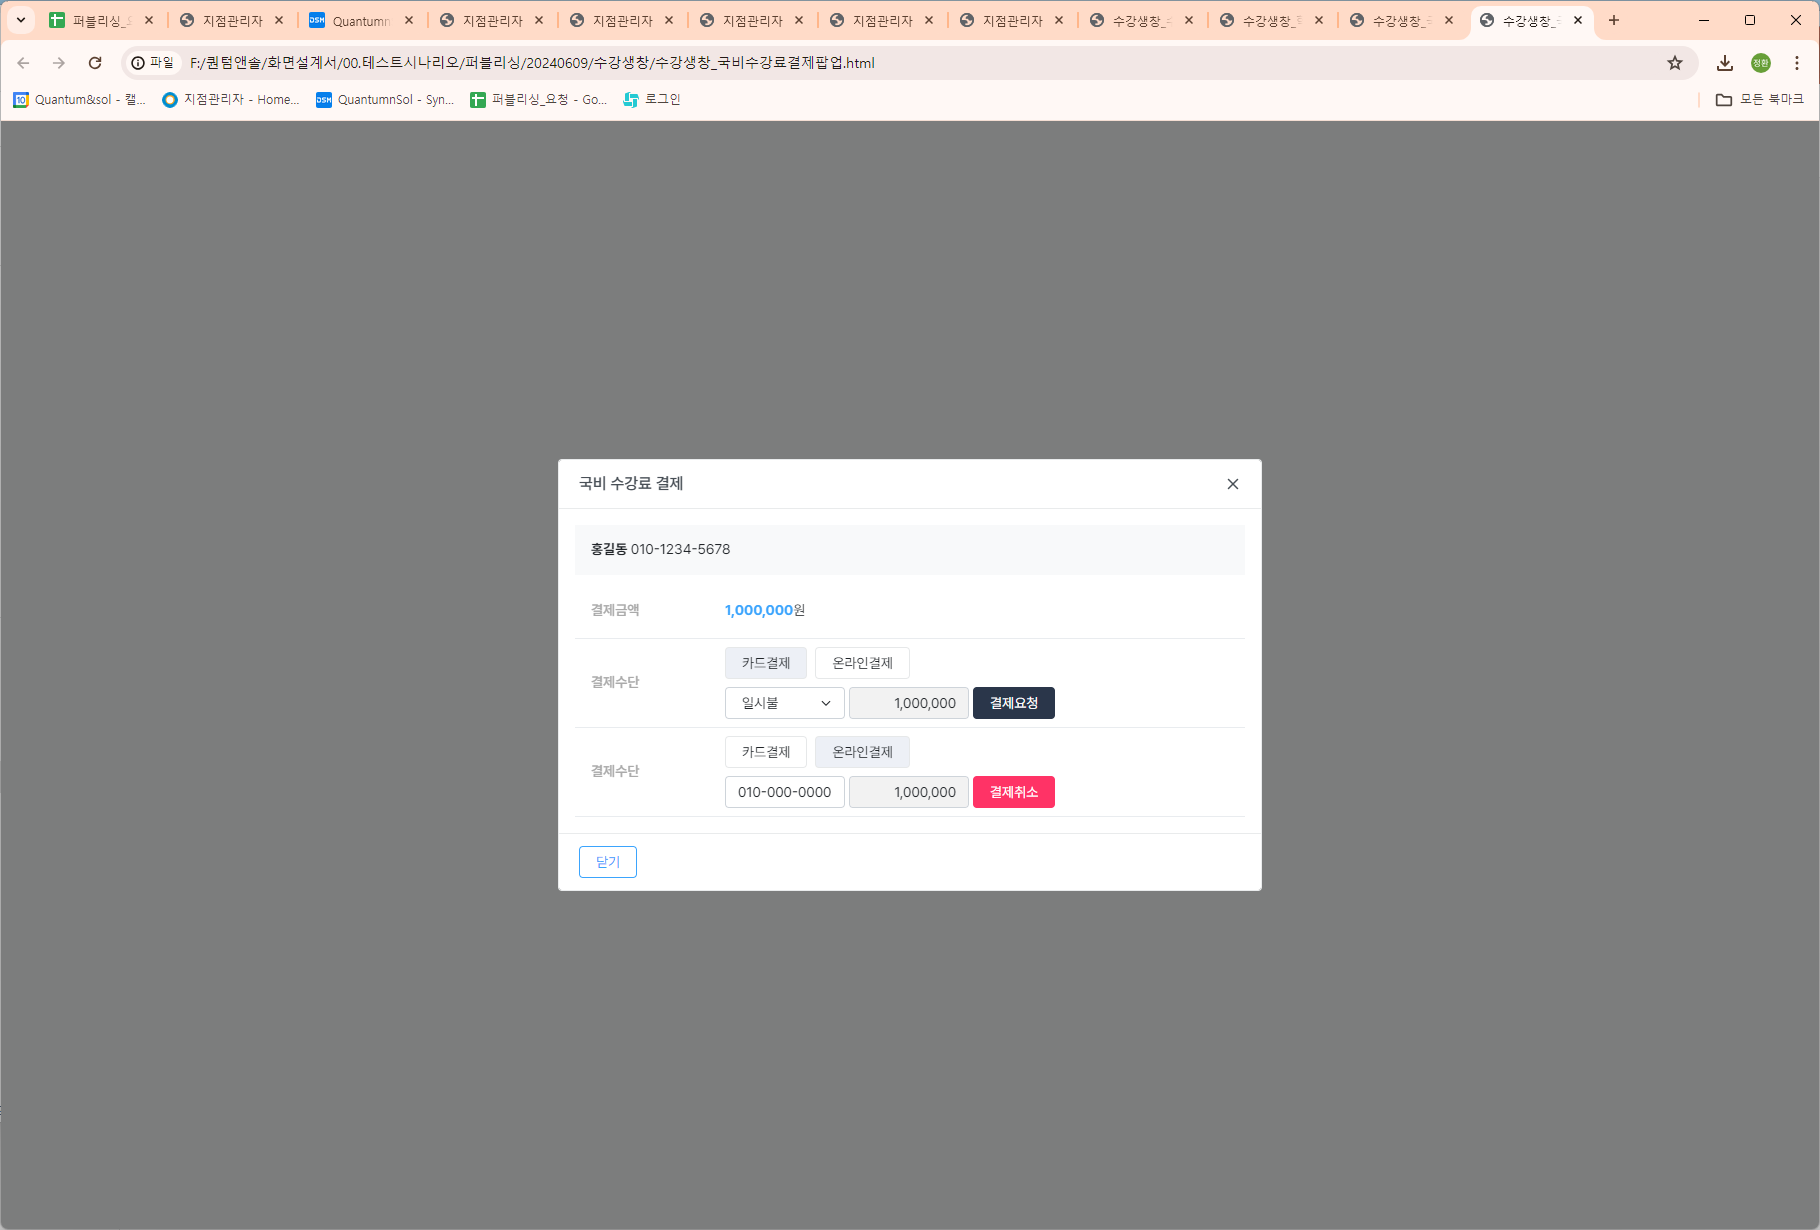 퍼블리싱_
지점관리자
Quantumn
지점관리자
지점관리자
지점관리자
지점관리자
지점관리자
수강생창_
수강생창_
수강생창_
수강생창_
파일
F:/퀀텀앤솔/화면설계서/00.테스트시나리오/퍼블리싱/20240609/수강생창/수강생창_국비수강료결제팝업.html
정환
10 Quantum&sol - 캘...
지점관리자 - Home...
DSM QuantumnSol - Syn...
퍼블리싱_요청 - Go...
로그인
모든 북마크
국비 수강료 결제
홍길동 010-1234-5678
결제금액 1,000,000원
결제수단
카드결제 온라인결제
일시불 1,000,000 결제요청
결제수단
카드결제 온라인결제
010-000-0000 1,000,000 결제취소
닫기